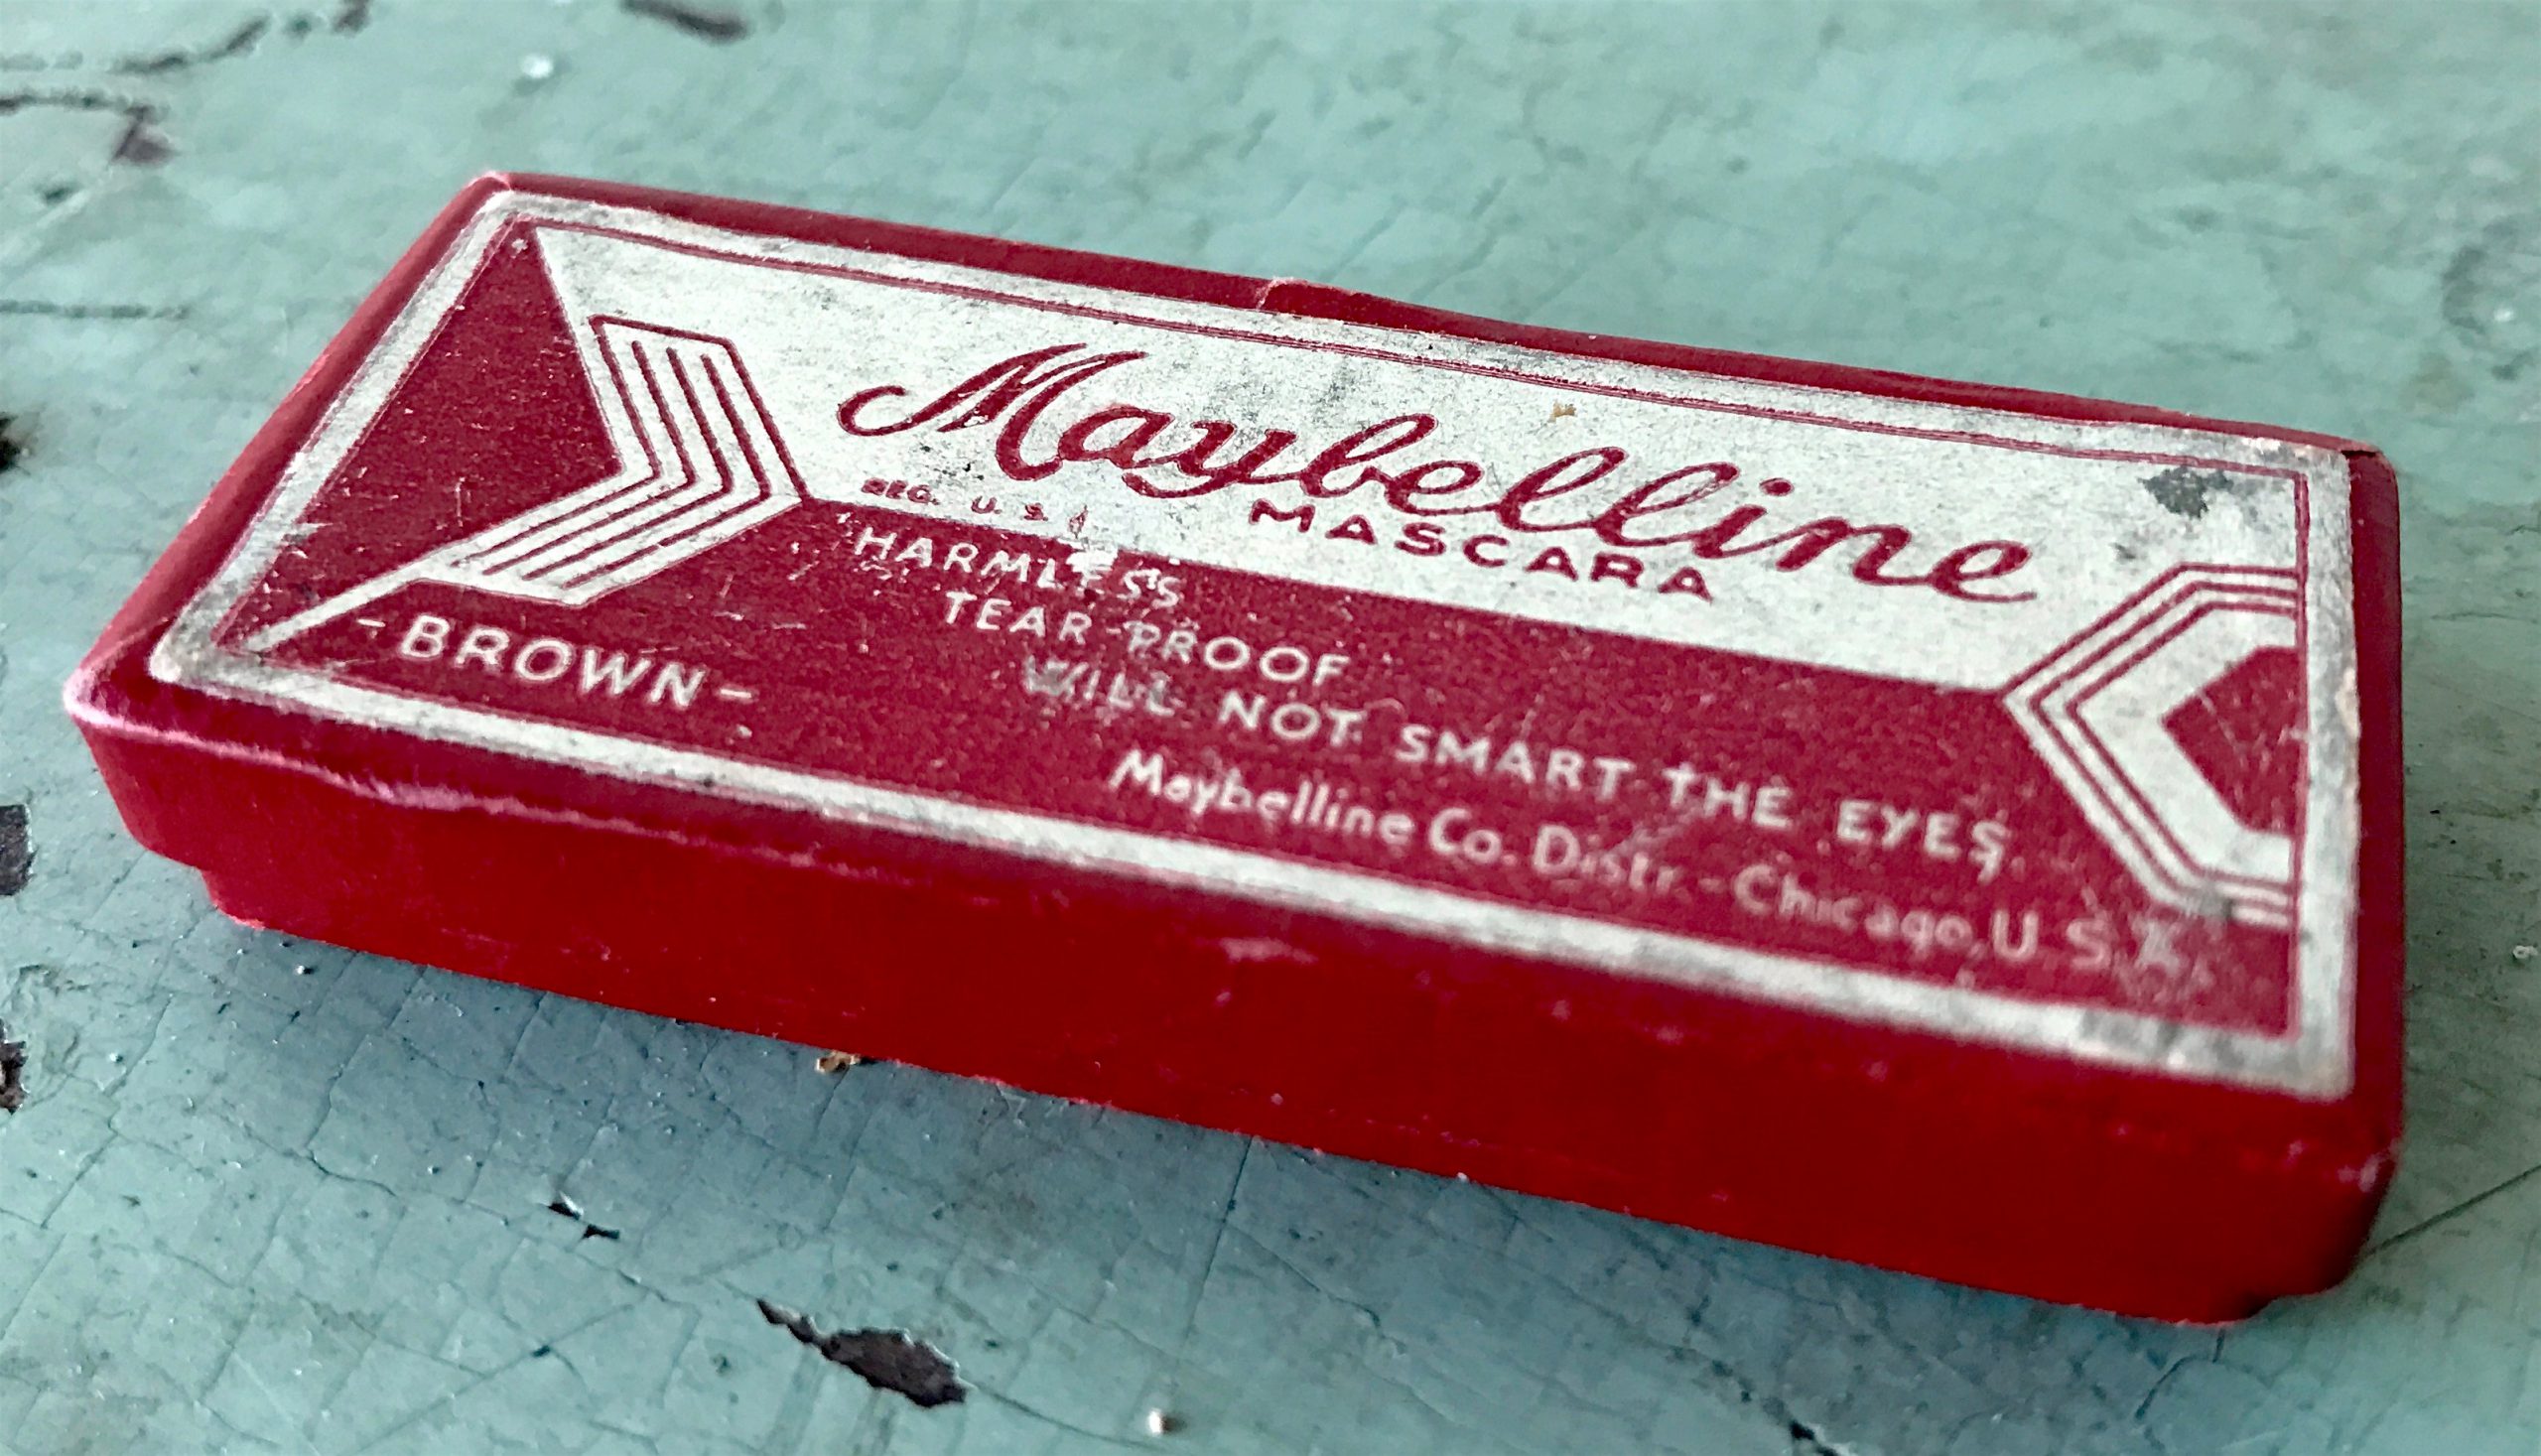 Maybelline
MASCARA
REG. U. S.
HARMLESS
TEAR-PROOF
WILL NOT SMART THE EYES
-BROWN-
Maybelline Co. Distr. - Chicago, U.S.A.